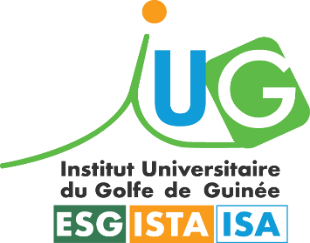 iUG
Institut Universitaire
du Golfe de Guinée
ESG ISTA ISA